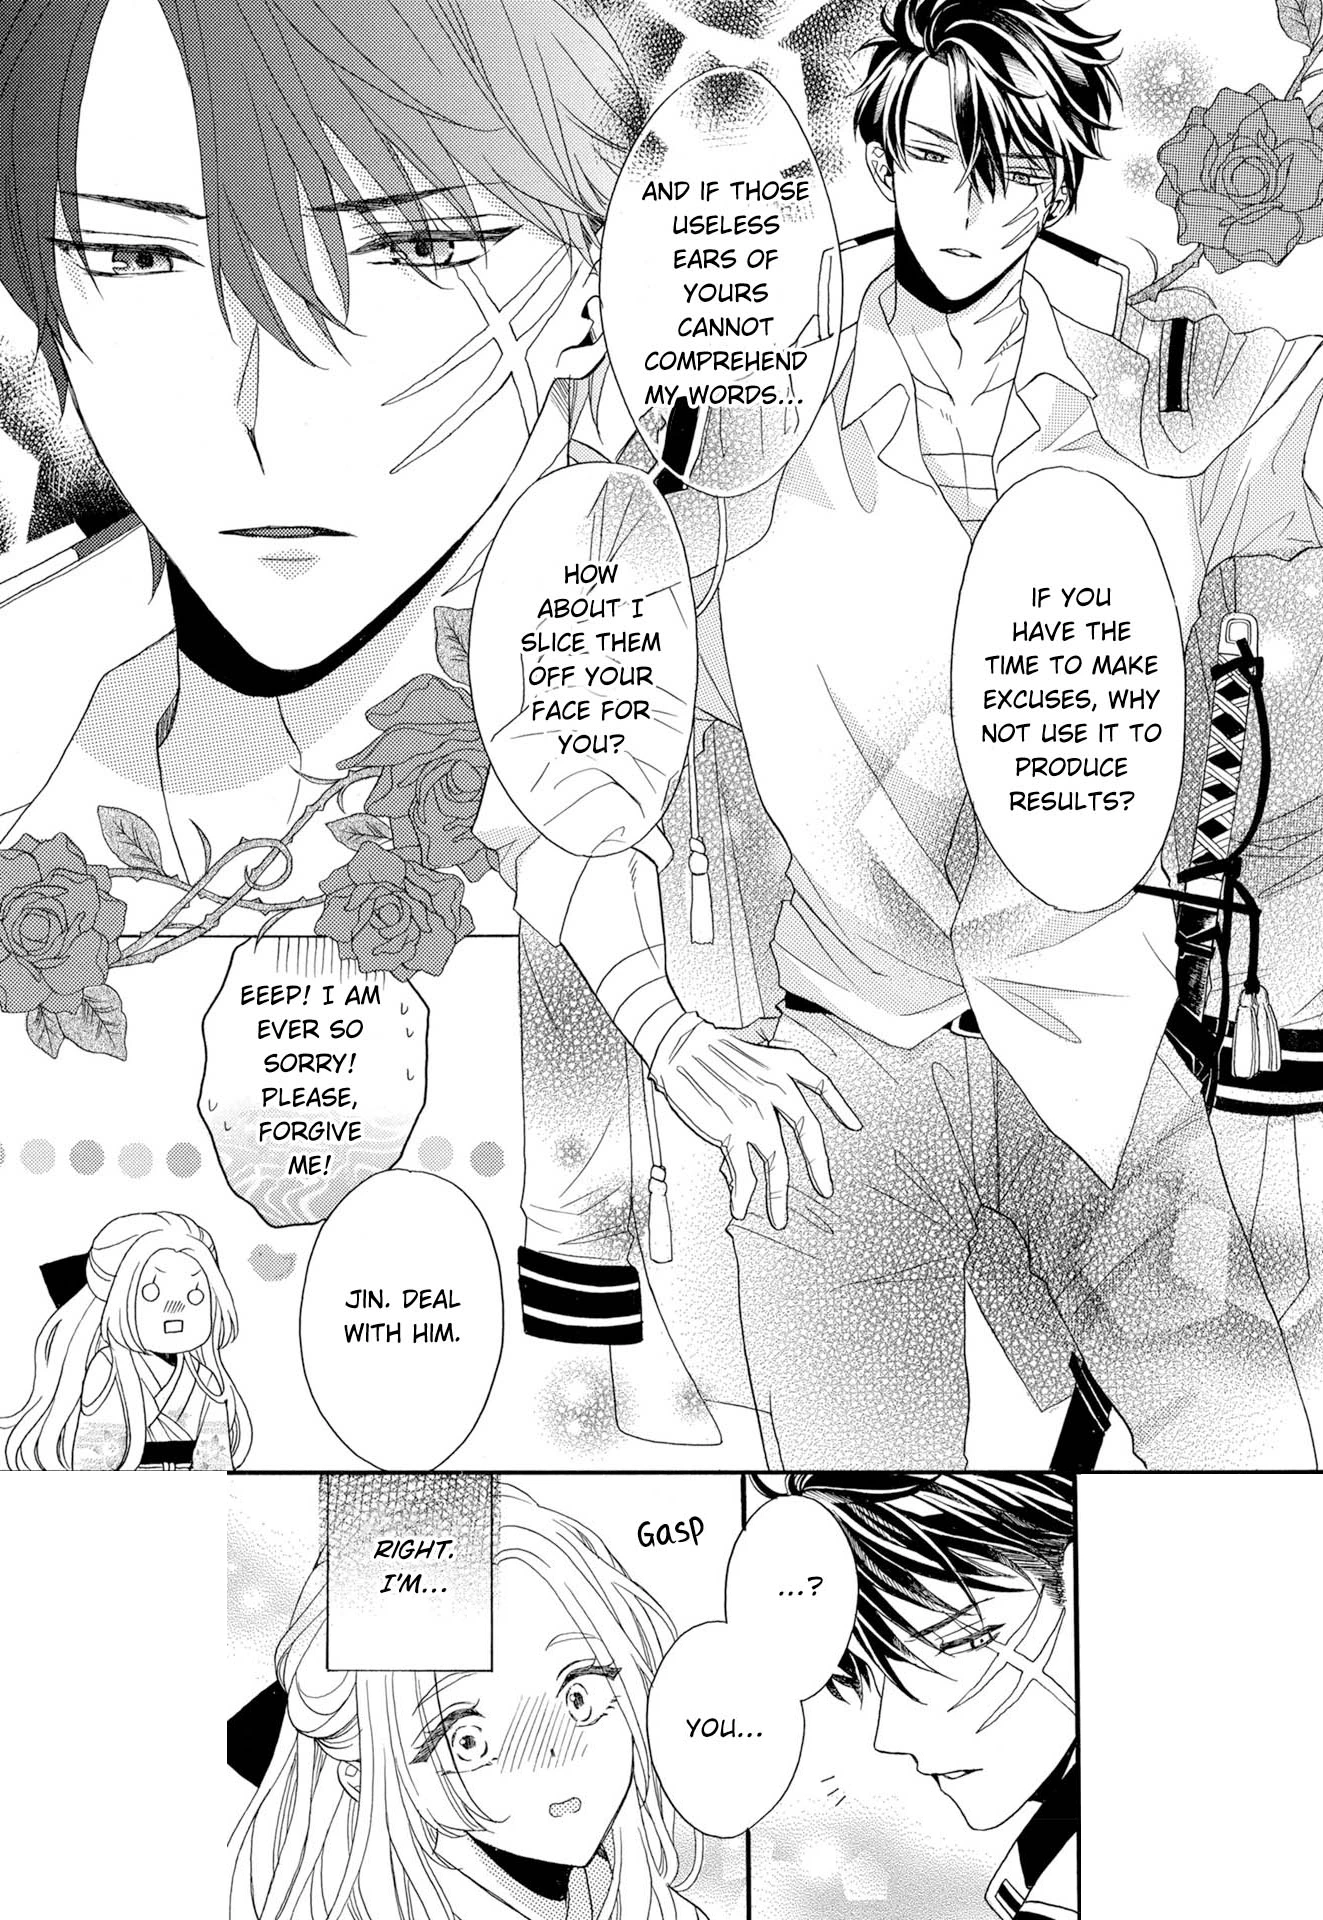 IF YOU
HAVE THE
TIME TO MAKE
EXCUSES, WHY
NOT USE IT TO
PRODUCE
RESULTS?
AND IF THOSE
USELESS
EARS OF
YOURS
CANNOT
COMPREHEND
MY WORDS...
HOW
ABOUT I
SLICE THEM
OFF YOUR
FACE FOR
YOU?
EEEP! I AM
EVER SO
SORRY!
PLEASE,
FORGIVE
ME!
JIN. DEAL
WITH HIM.
...?
YOU...
Gasp
RIGHT.
I'M...